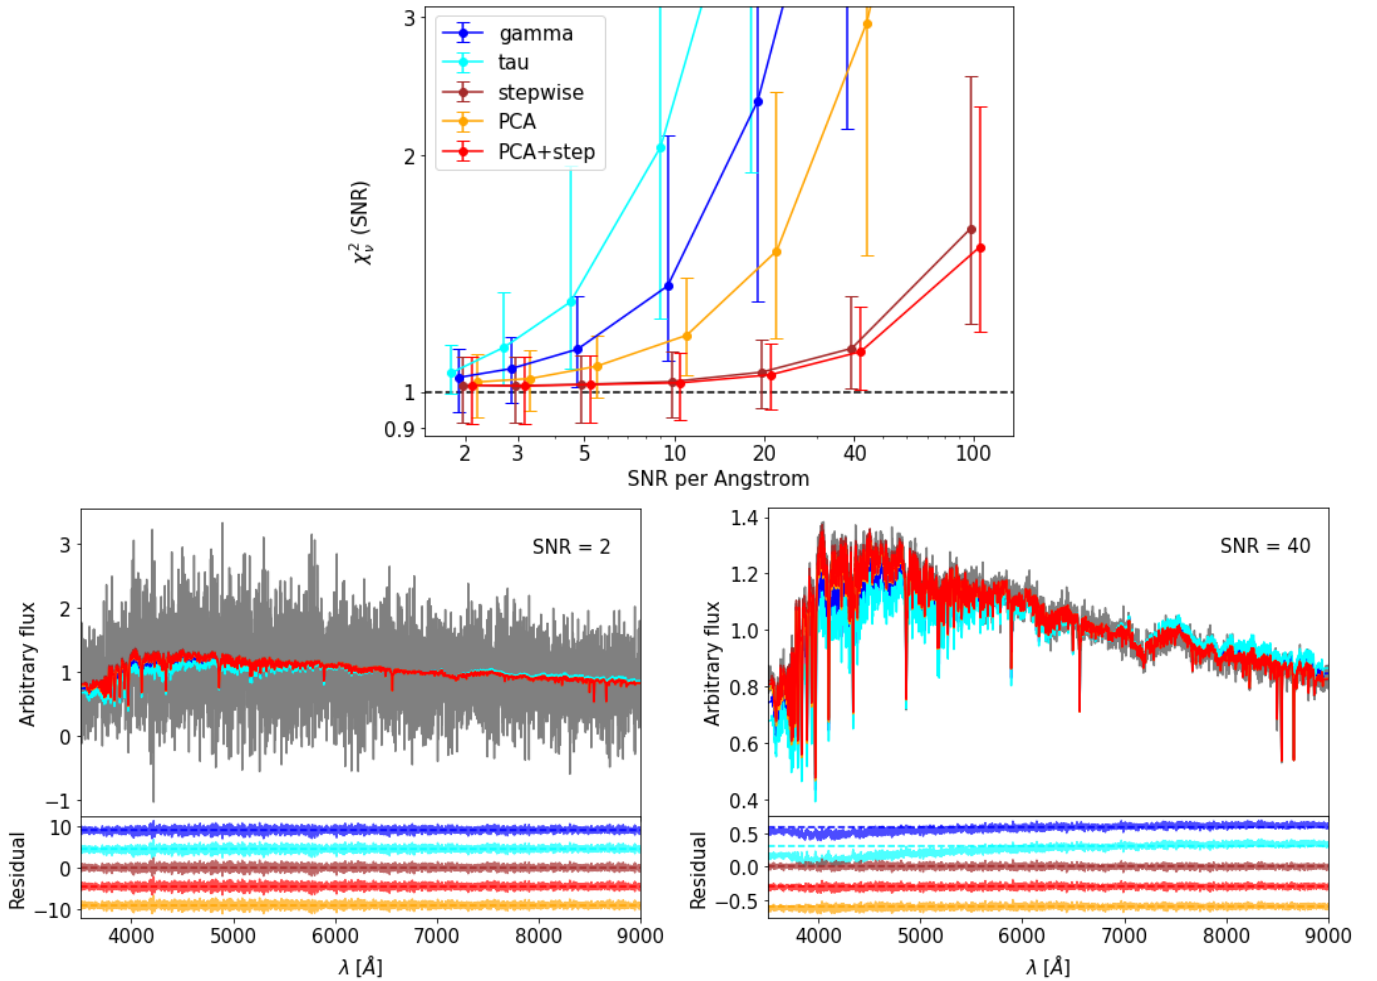 3
2
1
0.9
χ²ᵥ (SNR)
gamma
tau
stepwise
PCA
PCA+step
2 3 5 10 20 40 100
SNR per Angstrom
SNR = 2
3
2
1
0
−1
Arbitrary flux
10
0
−10
Residual
4000 5000 6000 7000 8000 9000
λ [Å]
SNR = 40
1.4
1.2
1.0
0.8
0.6
0.4
Arbitrary flux
0.5
0.0
−0.5
Residual
4000 5000 6000 7000 8000 9000
λ [Å]